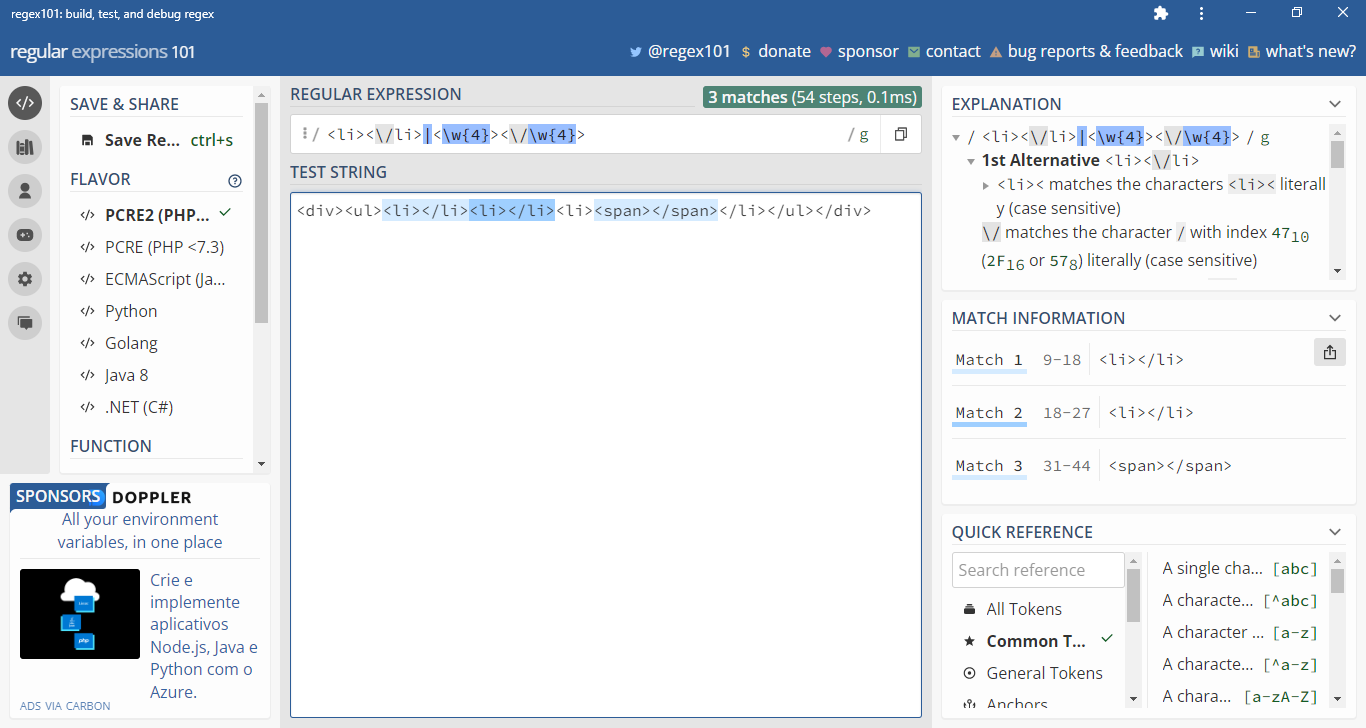 regex101: build, test, and debug regex
regular expressions 101
@regex101 $ donate sponsor contact bug reports & feedback wiki what's new?
SAVE & SHARE
Save Re... ctrl+s
FLAVOR
</> PCRE2 (PHP...
</> PCRE (PHP <7.3)
</> ECMAScript (Ja...
</> Python
</> Golang
</> Java 8
</> .NET (C#)
FUNCTION
SPONSORS DOPPLER
All your environment
variables, in one place
Crie e
implemente
aplicativos
Node.js, Java e
Python com o
Azure.
php
ADS VIA CARBON
REGULAR EXPRESSION
3 matches (54 steps, 0.1ms)
/ <li><\/li>|<\w{4}><\/\w{4}> / g
TEST STRING
<div><ul><li></li><li></li><li><span></span></li></ul></div>
EXPLANATION
/ <li><\/li>|<\w{4}><\/\w{4}> / g
1st Alternative <li><\/li>
<li>< matches the characters <li>< literall
y (case sensitive)
\/ matches the character / with index 4710
(2F16 or 578) literally (case sensitive)
MATCH INFORMATION
Match 1 9-18 <li></li>
Match 2 18-27 <li></li>
Match 3 31-44 <span></span>
QUICK REFERENCE
Search reference
All Tokens
Common T...
General Tokens
Anchors
A single cha... [abc]
A characte... [^abc]
A character ... [a-z]
A characte... [^a-z]
A chara... [a-zA-Z]